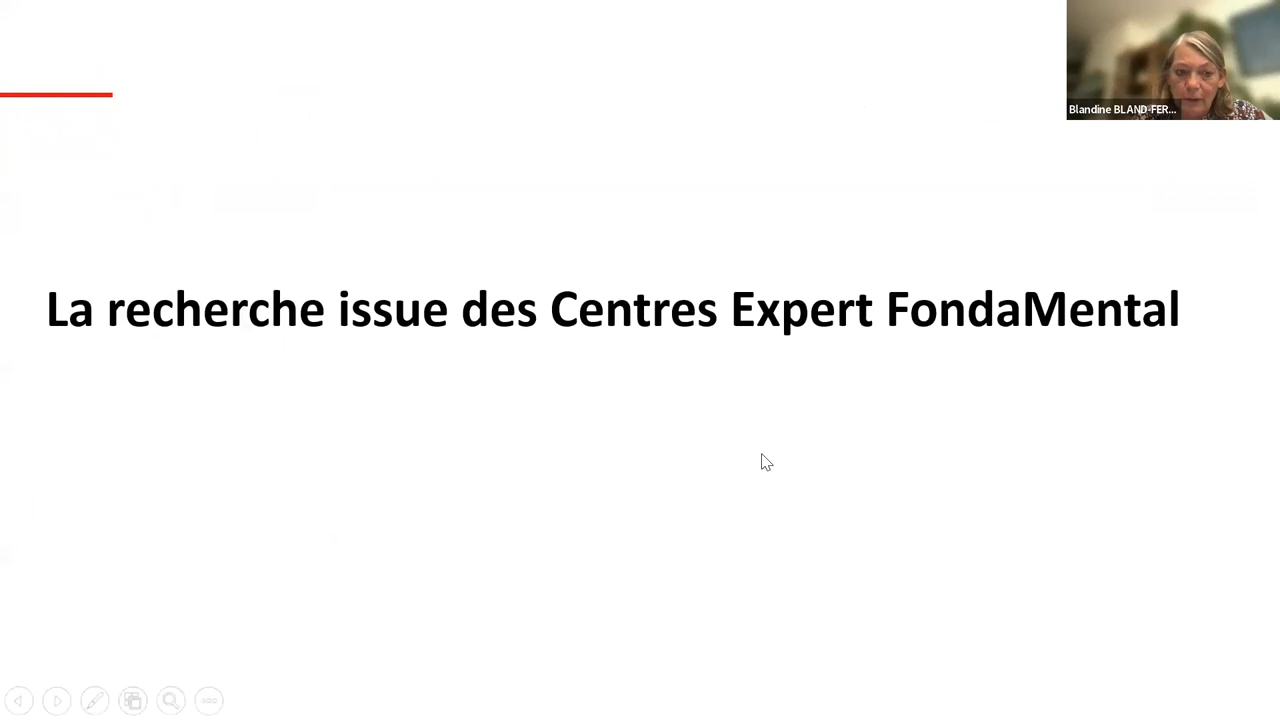 Blandine BLAND-FER...
La recherche issue des Centres Expert FondaMental